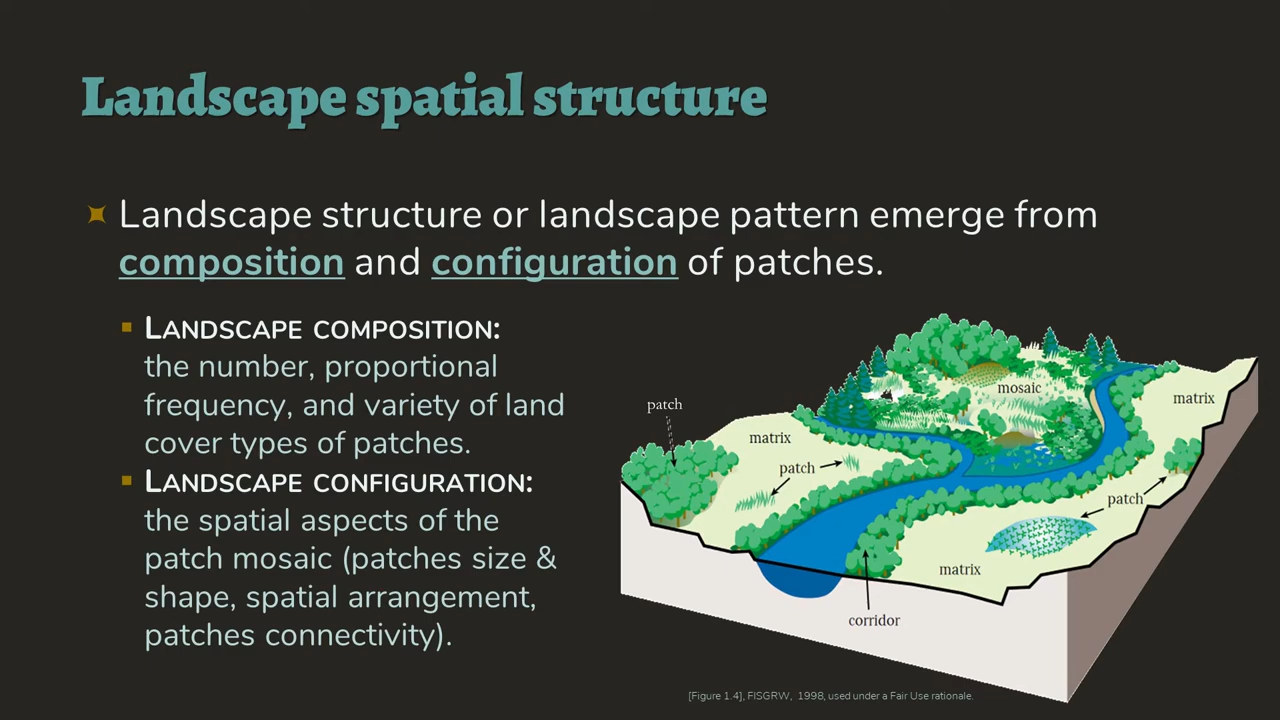 Landscape spatial structure
Landscape structure or landscape pattern emerge from
composition and configuration of patches.
LANDSCAPE COMPOSITION:
the number, proportional
frequency, and variety of land
cover types of patches.
LANDSCAPE CONFIGURATION:
the spatial aspects of the
patch mosaic (patches size &
shape, spatial arrangement,
patches connectivity).
mosaic
matrix
patch
matrix
patch
patch
matrix
corridor
[Figure 1.4], FISGRW, 1998, used under a Fair Use rationale.